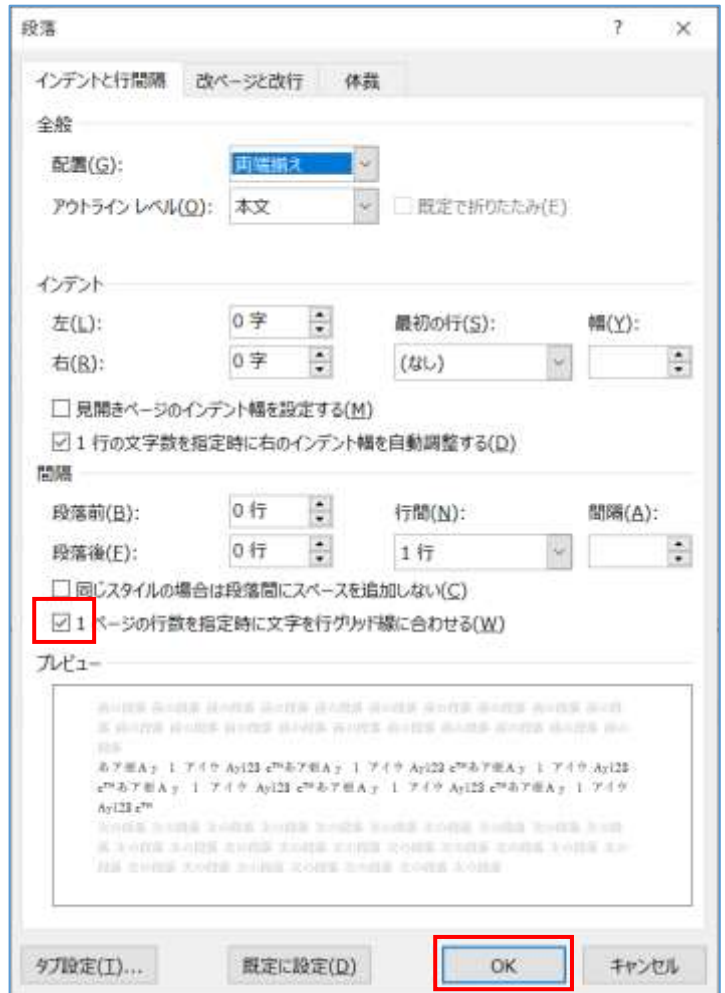 段落 ? ×
インデントと行間隔 改ページと改行 体裁
全般
配置(G): 両端揃え
アウトライン レベル(O): 本文 既定で折りたたみ(E)
インデント
左(L): 0 字 最初の行(S): 幅(Y):
右(R): 0 字 (なし)
見開きページのインデント幅を設定する(M)
1 行の文字数を指定時に右のインデント幅を自動調整する(D)
間隔
段落前(B): 0 行 行間(N): 間隔(A):
段落後(F): 0 行 1 行
同じスタイルの場合は段落間にスペースを追加しない(C)
1 ページの行数を指定時に文字を行グリッド線に合わせる(W)
プレビュー
タブ設定(T)... 既定に設定(D) OK キャンセル